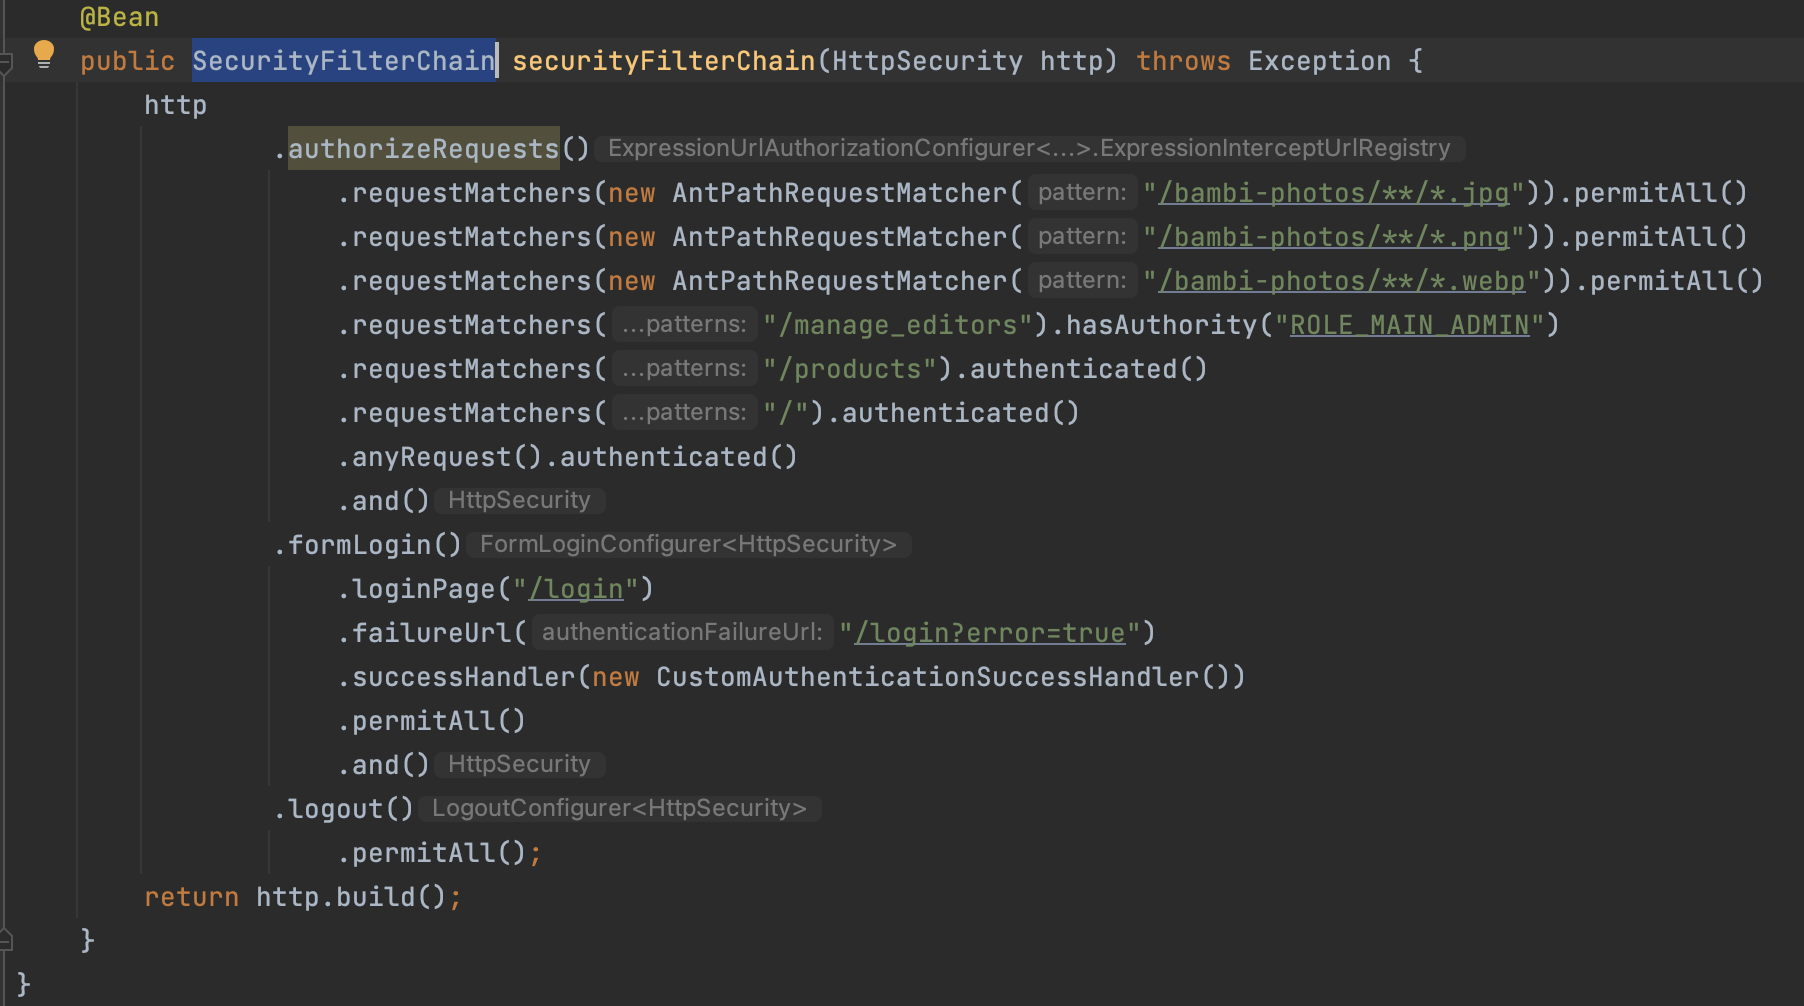 @Bean
public SecurityFilterChain securityFilterChain(HttpSecurity http) throws Exception {
http
.authorizeRequests() ExpressionUrlAuthorizationConfigurer<...>.ExpressionInterceptUrlRegistry
.requestMatchers(new AntPathRequestMatcher( pattern: "/bambi-photos/**/*.jpg")).permitAll()
.requestMatchers(new AntPathRequestMatcher( pattern: "/bambi-photos/**/*.png")).permitAll()
.requestMatchers(new AntPathRequestMatcher( pattern: "/bambi-photos/**/*.webp")).permitAll()
.requestMatchers( ...patterns: "/manage_editors").hasAuthority("ROLE_MAIN_ADMIN")
.requestMatchers( ...patterns: "/products").authenticated()
.requestMatchers( ...patterns: "/").authenticated()
.anyRequest().authenticated()
.and() HttpSecurity
.formLogin() FormLoginConfigurer<HttpSecurity>
.loginPage("/login")
.failureUrl( authenticationFailureUrl: "/login?error=true")
.successHandler(new CustomAuthenticationSuccessHandler())
.permitAll()
.and() HttpSecurity
.logout() LogoutConfigurer<HttpSecurity>
.permitAll();
return http.build();
}
}